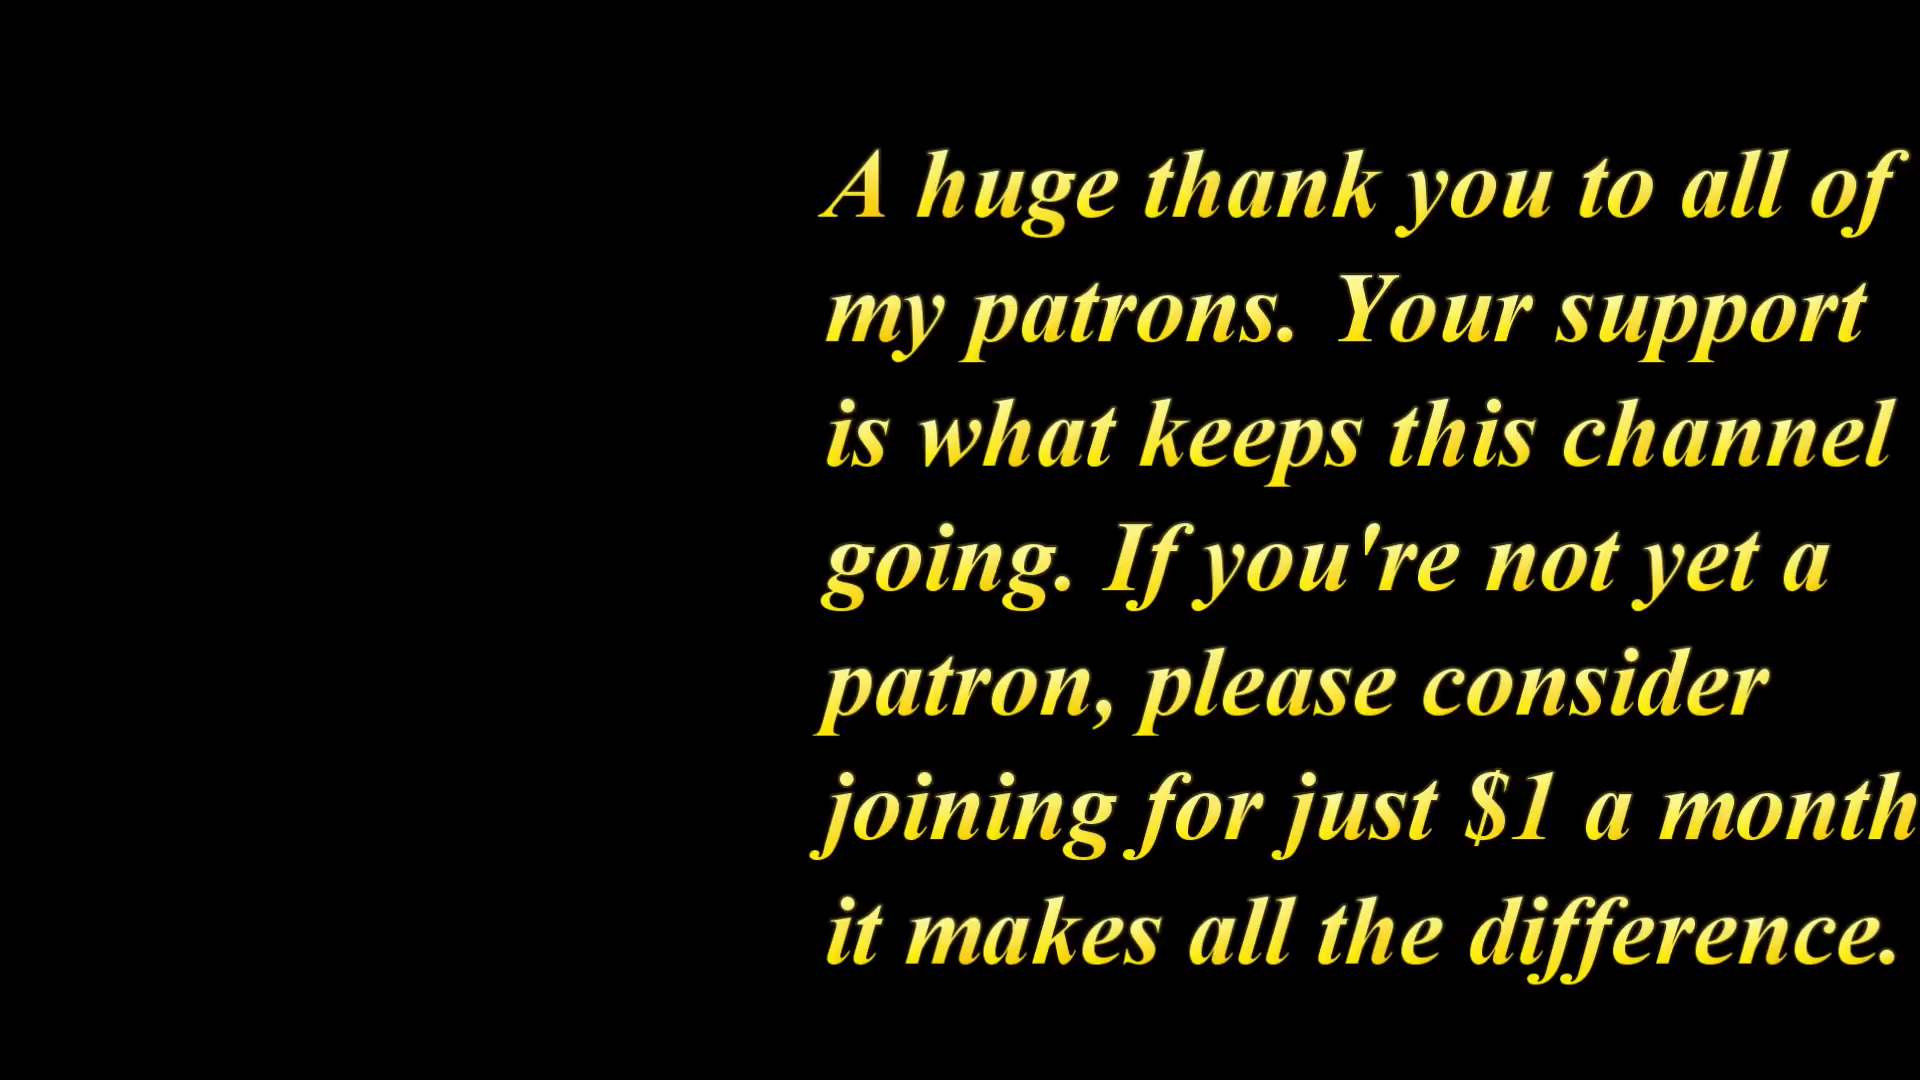 A huge thank you to all of
my patrons. Your support
is what keeps this channel
going. If you're not yet a
patron, please consider
joining for just $1 a month
it makes all the difference.